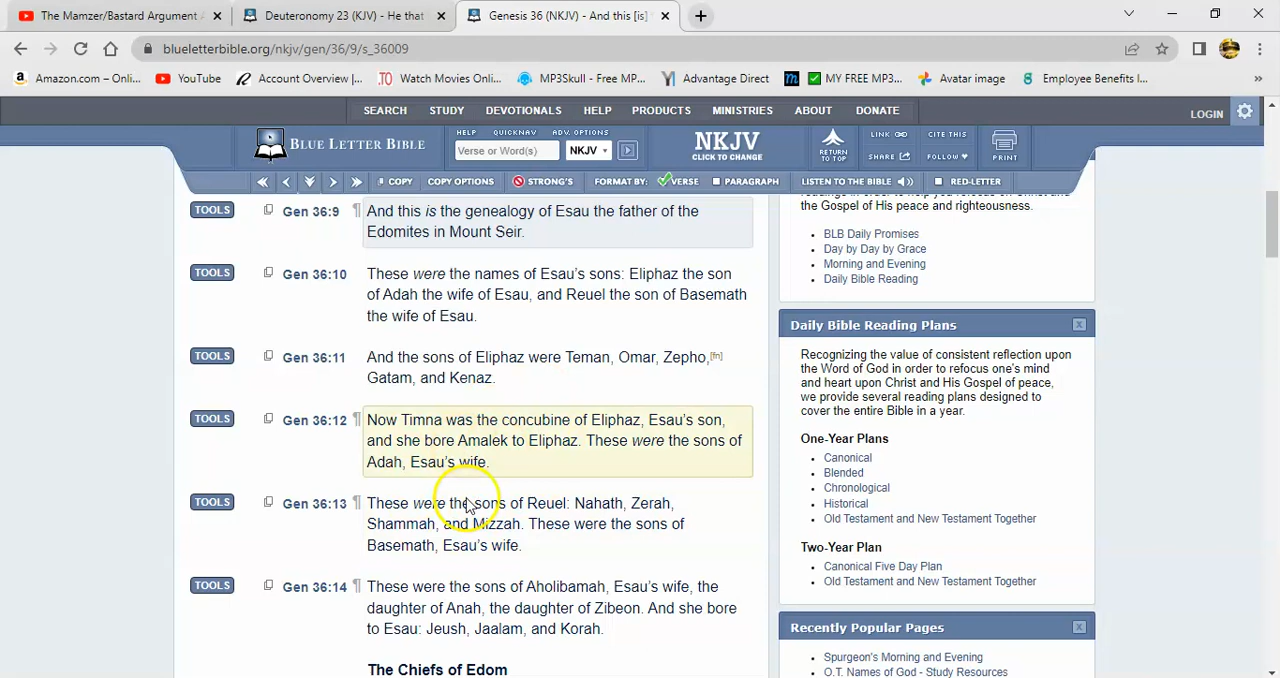 The Mamzer/Bastard Argument
Deuteronomy 23 (KJV) - He that
Genesis 36 (NKJV) - And this [is]
blueletterbible.org/nkjv/gen/36/9/s_36009
Amazon.com – Onli...
YouTube
Account Overview |...
.TO Watch Movies Onli...
MP3Skull - Free MP...
Advantage Direct
MY FREE MP3...
Avatar image
Employee Benefits I...
»
SEARCH STUDY DEVOTIONALS HELP PRODUCTS MINISTRIES ABOUT DONATE
LOGIN
BLUE LETTER BIBLE
HELP QUICKNAV ADV. OPTIONS
Verse or Word(s)
NKJV
NKJV
CLICK TO CHANGE
RETURN
TO TOP
LINK
SHARE
CITE THIS
FOLLOW
PRINT
COPY COPY OPTIONS STRONG'S FORMAT BY: VERSE PARAGRAPH LISTEN TO THE BIBLE RED-LETTER
TOOLS Gen 36:9 ¶ And this is the genealogy of Esau the father of the
Edomites in Mount Seir.
TOOLS Gen 36:10 These were the names of Esau's sons: Eliphaz the son
of Adah the wife of Esau, and Reuel the son of Basemath
the wife of Esau.
TOOLS Gen 36:11 And the sons of Eliphaz were Teman, Omar, Zepho,[fn]
Gatam, and Kenaz.
TOOLS Gen 36:12 ¶ Now Timna was the concubine of Eliphaz, Esau's son,
and she bore Amalek to Eliphaz. These were the sons of
Adah, Esau's wife.
TOOLS Gen 36:13 ¶ These were the sons of Reuel: Nahath, Zerah,
Shammah, and Mizzah. These were the sons of
Basemath, Esau's wife.
TOOLS Gen 36:14 ¶ These were the sons of Aholibamah, Esau's wife, the
daughter of Anah, the daughter of Zibeon. And she bore
to Esau: Jeush, Jaalam, and Korah.
The Chiefs of Edom
the Gospel of His peace and righteousness.
BLB Daily Promises
Day by Day by Grace
Morning and Evening
Daily Bible Reading
Daily Bible Reading Plans
Recognizing the value of consistent reflection upon
the Word of God in order to refocus one's mind
and heart upon Christ and His Gospel of peace,
we provide several reading plans designed to
cover the entire Bible in a year.
One-Year Plans
Canonical
Blended
Chronological
Historical
Old Testament and New Testament Together
Two-Year Plan
Canonical Five Day Plan
Old Testament and New Testament Together
Recently Popular Pages
Spurgeon's Morning and Evening
O.T. Names of God - Study Resources